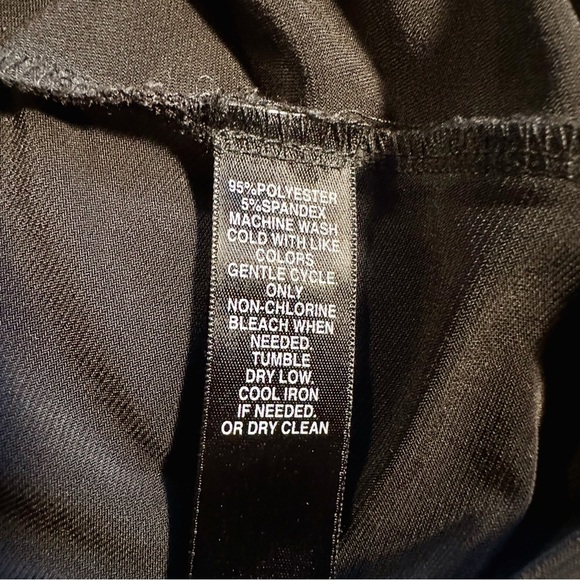 95%POLYESTER
5%SPANDEX
MACHINE WASH
COLD WITH LIKE
COLORS
GENTLE CYCLE.
ONLY
NON-CHLORINE
BLEACH WHEN
NEEDED.
TUMBLE
DRY LOW.
COOL IRON
IF NEEDED.
OR DRY CLEAN